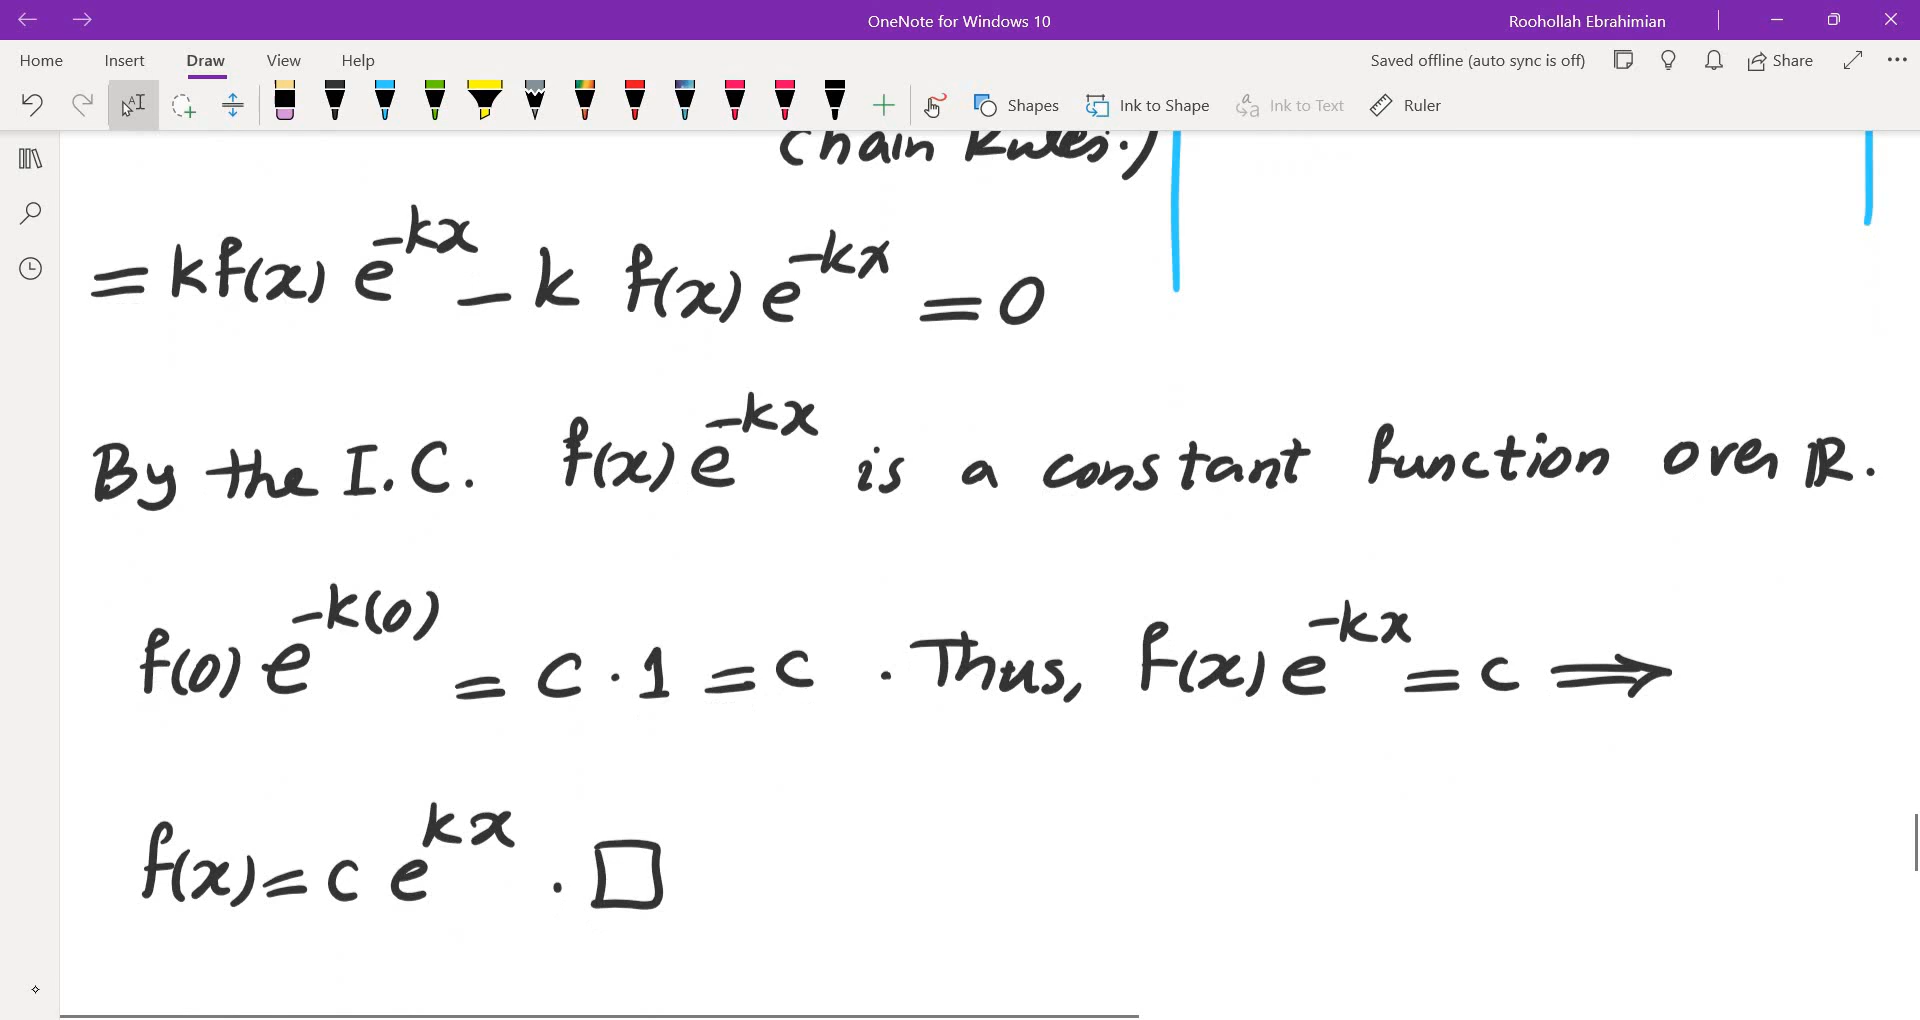 OneNote for Windows 10
Roohollah Ebrahimian
Home Insert Draw View Help
Saved offline (auto sync is off) Share
Shapes Ink to Shape Ink to Text Ruler
Chain Rules.)
= kf(x) e^{-kx} - k f(x) e^{-kx} = 0
By the I.C. f(x) e^{-kx} is a constant function over ℝ.
f(0) e^{-k(0)} = c · 1 = c . Thus, f(x) e^{-kx} = c ⟹
f(x) = c e^{kx} . □